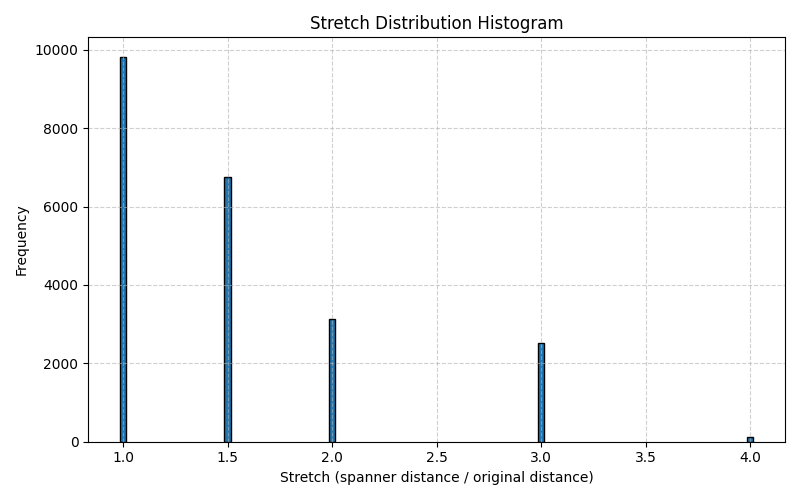 Stretch Distribution Histogram
10000
8000
6000
4000
2000
0
Frequency
1.0 1.5 2.0 2.5 3.0 3.5 4.0
Stretch (spanner distance / original distance)